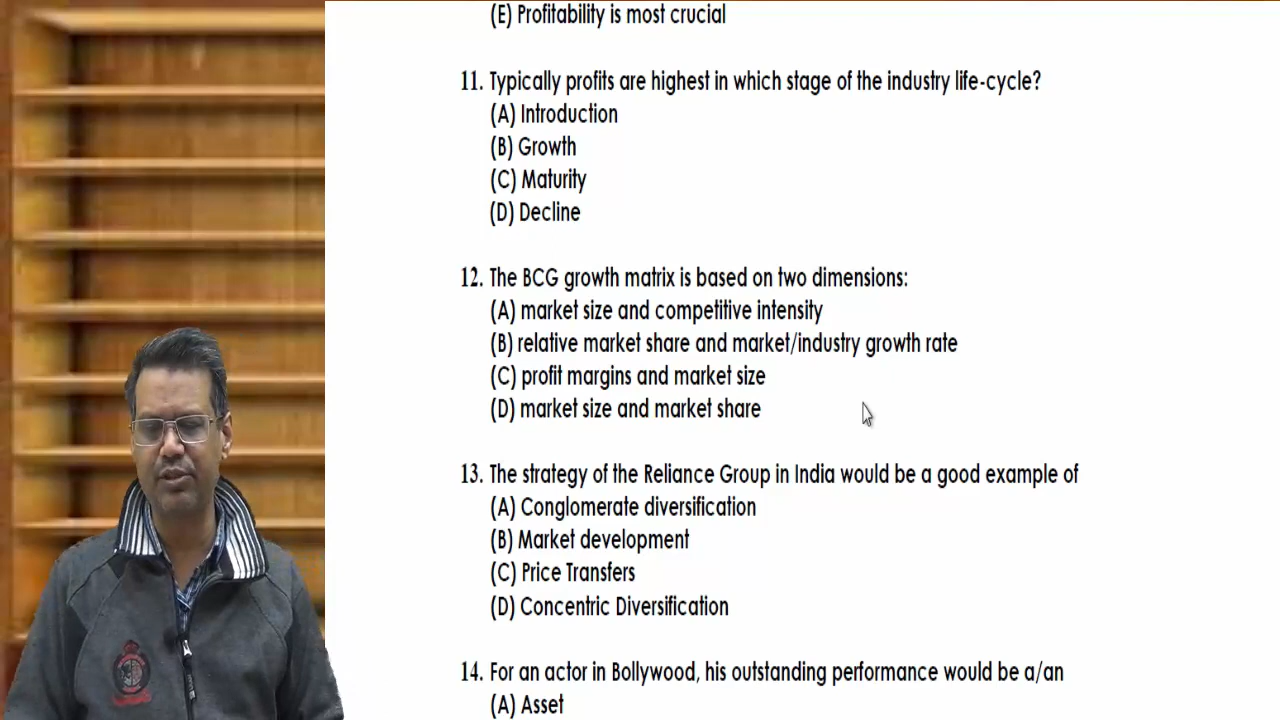 (E) Profitability is most crucial
11. Typically profits are highest in which stage of the industry life-cycle?
(A) Introduction
(B) Growth
(C) Maturity
(D) Decline
12. The BCG growth matrix is based on two dimensions:
(A) market size and competitive intensity
(B) relative market share and market/industry growth rate
(C) profit margins and market size
(D) market size and market share
13. The strategy of the Reliance Group in India would be a good example of
(A) Conglomerate diversification
(B) Market development
(C) Price Transfers
(D) Concentric Diversification
14. For an actor in Bollywood, his outstanding performance would be a/an
(A) Asset